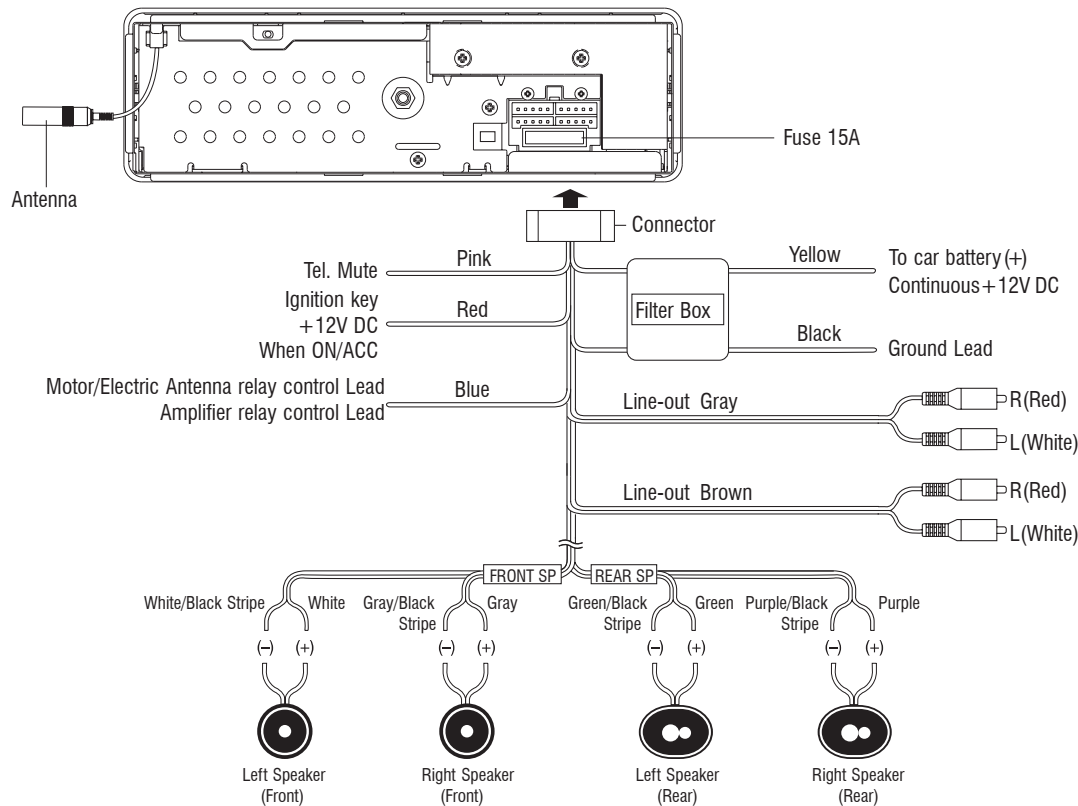 Fuse 15A
Antenna
Connector
Pink
Tel. Mute
Yellow
To car battery (+)
Continuous+12V DC
Ignition key
+12V DC
When ON/ACC
Red
Filter Box
Black
Ground Lead
Motor/Electric Antenna relay control Lead
Amplifier relay control Lead
Blue
Line-out Gray
R(Red)
L(White)
Line-out Brown
R(Red)
L(White)
FRONT SP
REAR SP
White/Black Stripe
White
Gray/Black
Stripe
Gray
Green/Black
Stripe
Green
Purple/Black
Stripe
Purple
(−)
(+)
(−)
(+)
(−)
(+)
(−)
(+)
Left Speaker
(Front)
Right Speaker
(Front)
Left Speaker
(Rear)
Right Speaker
(Rear)